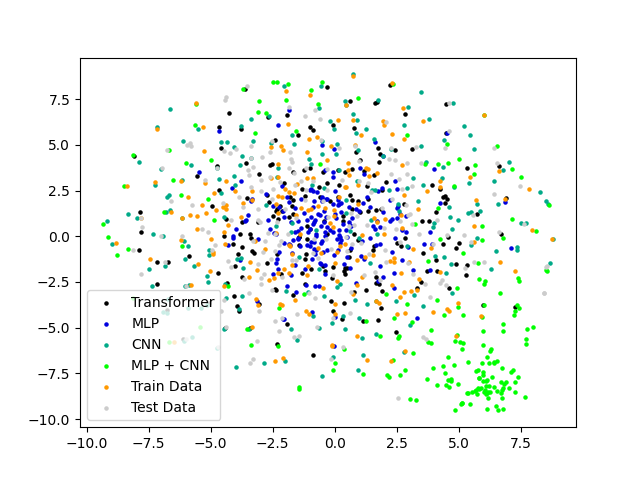 7.5
5.0
2.5
0.0
−2.5
−5.0
−7.5
−10.0
Transformer
MLP
CNN
MLP + CNN
Train Data
Test Data
−10.0 −7.5 −5.0 −2.5 0.0 2.5 5.0 7.5